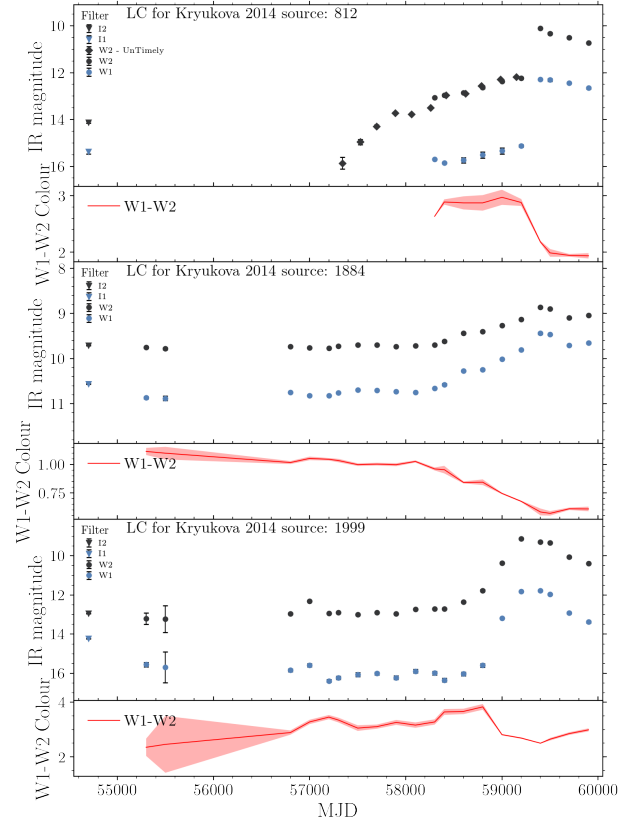 LC for Kryukova 2014 source: 812
Filter
I2
I1
W2 - UnTimely
W2
W1
10
12
14
16
IR magnitude
3
2
W1-W2 Colour
W1-W2
LC for Kryukova 2014 source: 1884
Filter
I2
I1
W2
W1
8
9
10
11
IR magnitude
1.00
0.75
W1-W2 Colour
W1-W2
LC for Kryukova 2014 source: 1999
Filter
I2
I1
W2
W1
10
12
14
16
IR magnitude
4
2
W1-W2 Colour
W1-W2
55000 56000 57000 58000 59000 60000
MJD